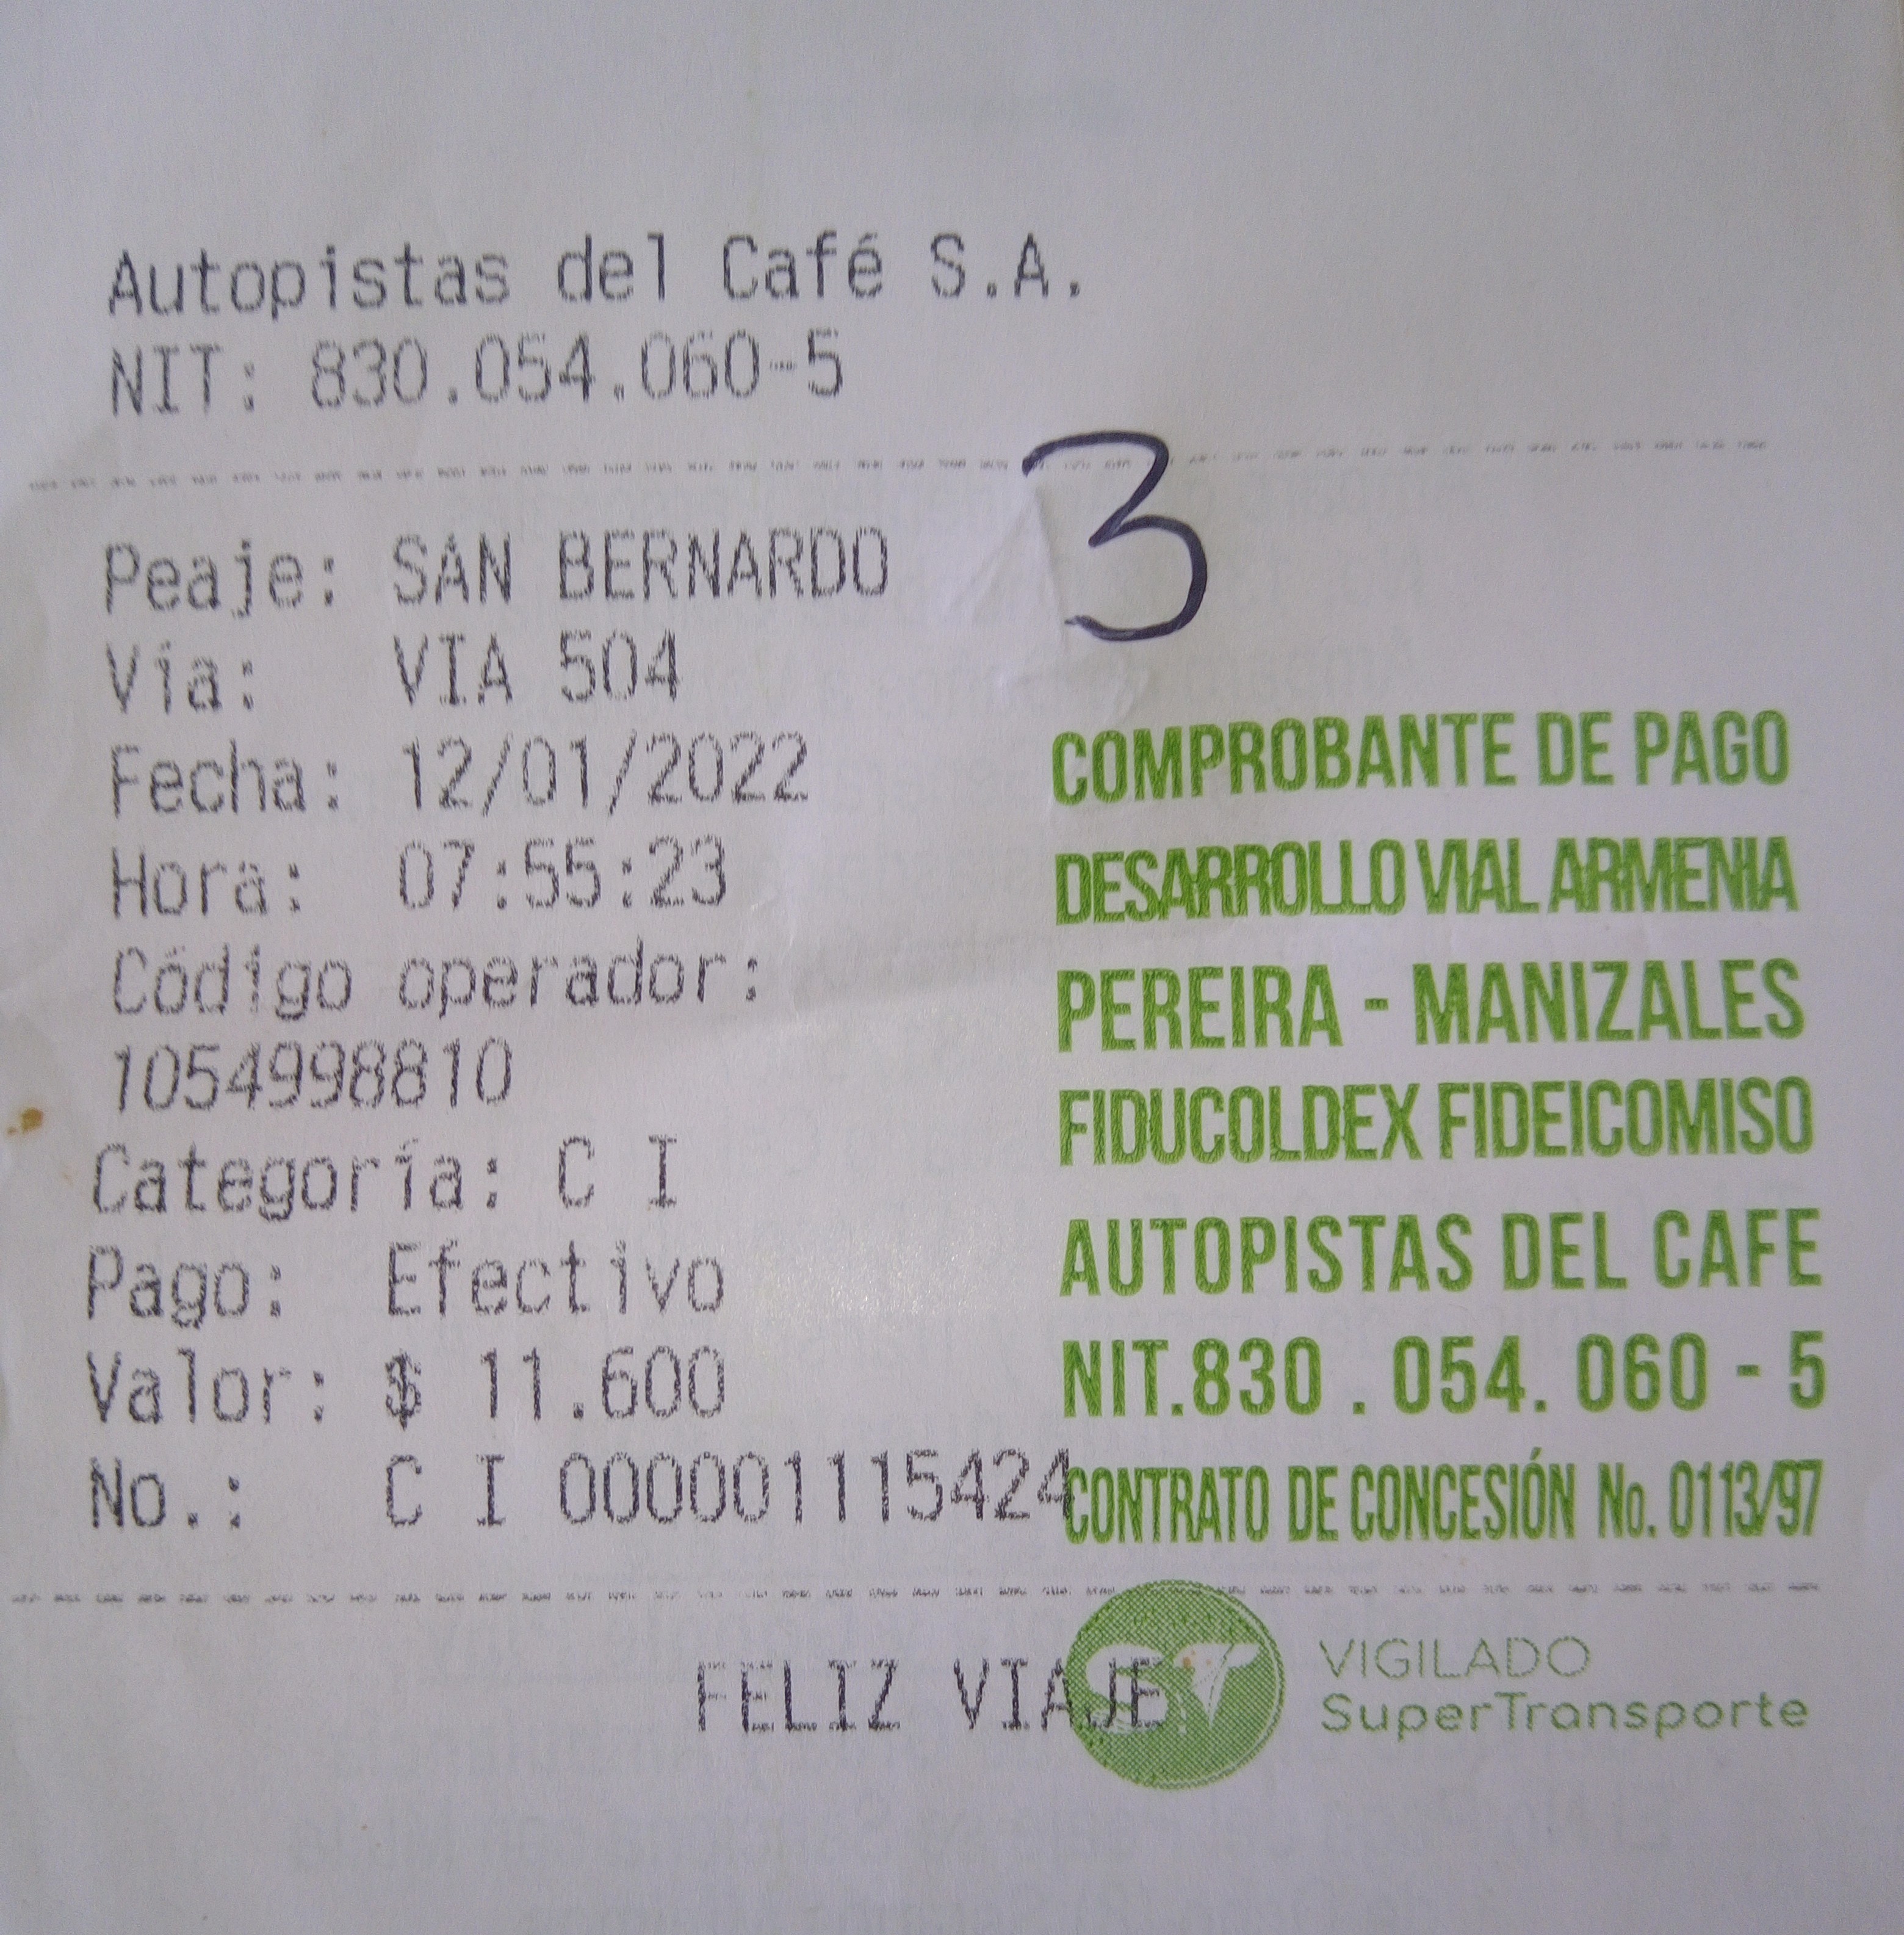 Autopistas del Café S.A.
NIT: 830.054.060-5
3
Peaje: SAN BERNARDO
Vía: VIA 504
Fecha: 12/01/2022
Hora: 07:55:23
Código operador:
1054998810
Categoría: C I
Pago: Efectivo
Valor: $ 11.600
No.: C I 000001115424
COMPROBANTE DE PAGO
DESARROLLO VIAL ARMENIA
PEREIRA - MANIZALES
FIDUCOLDEX FIDEICOMISO
AUTOPISTAS DEL CAFE
NIT.830 . 054. 060 - 5
CONTRATO DE CONCESIÓN No. 0113/97
FELIZ VIAJE
ST
VIGILADO
SuperTransporte